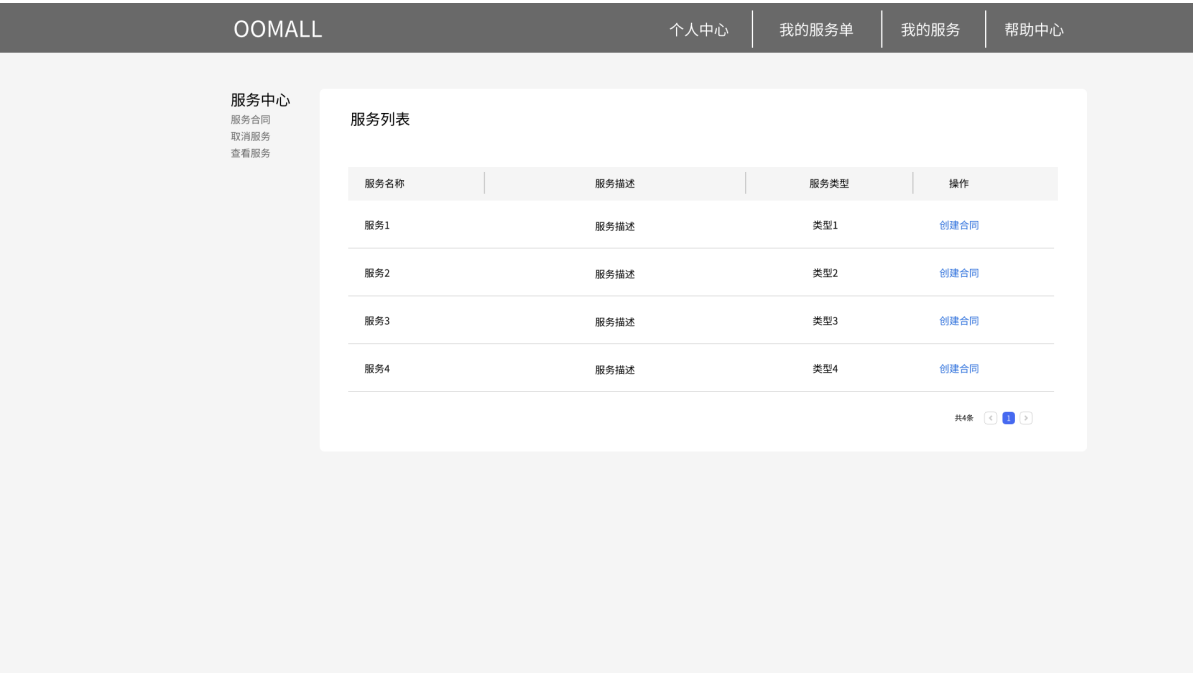 OOMALL 个人中心 我的服务单 我的服务 帮助中心
服务中心
服务合同
取消服务
查看服务
服务列表
服务名称 服务描述 服务类型 操作
服务1 服务描述 类型1 创建合同
服务2 服务描述 类型2 创建合同
服务3 服务描述 类型3 创建合同
服务4 服务描述 类型4 创建合同
共4条 < 1 >